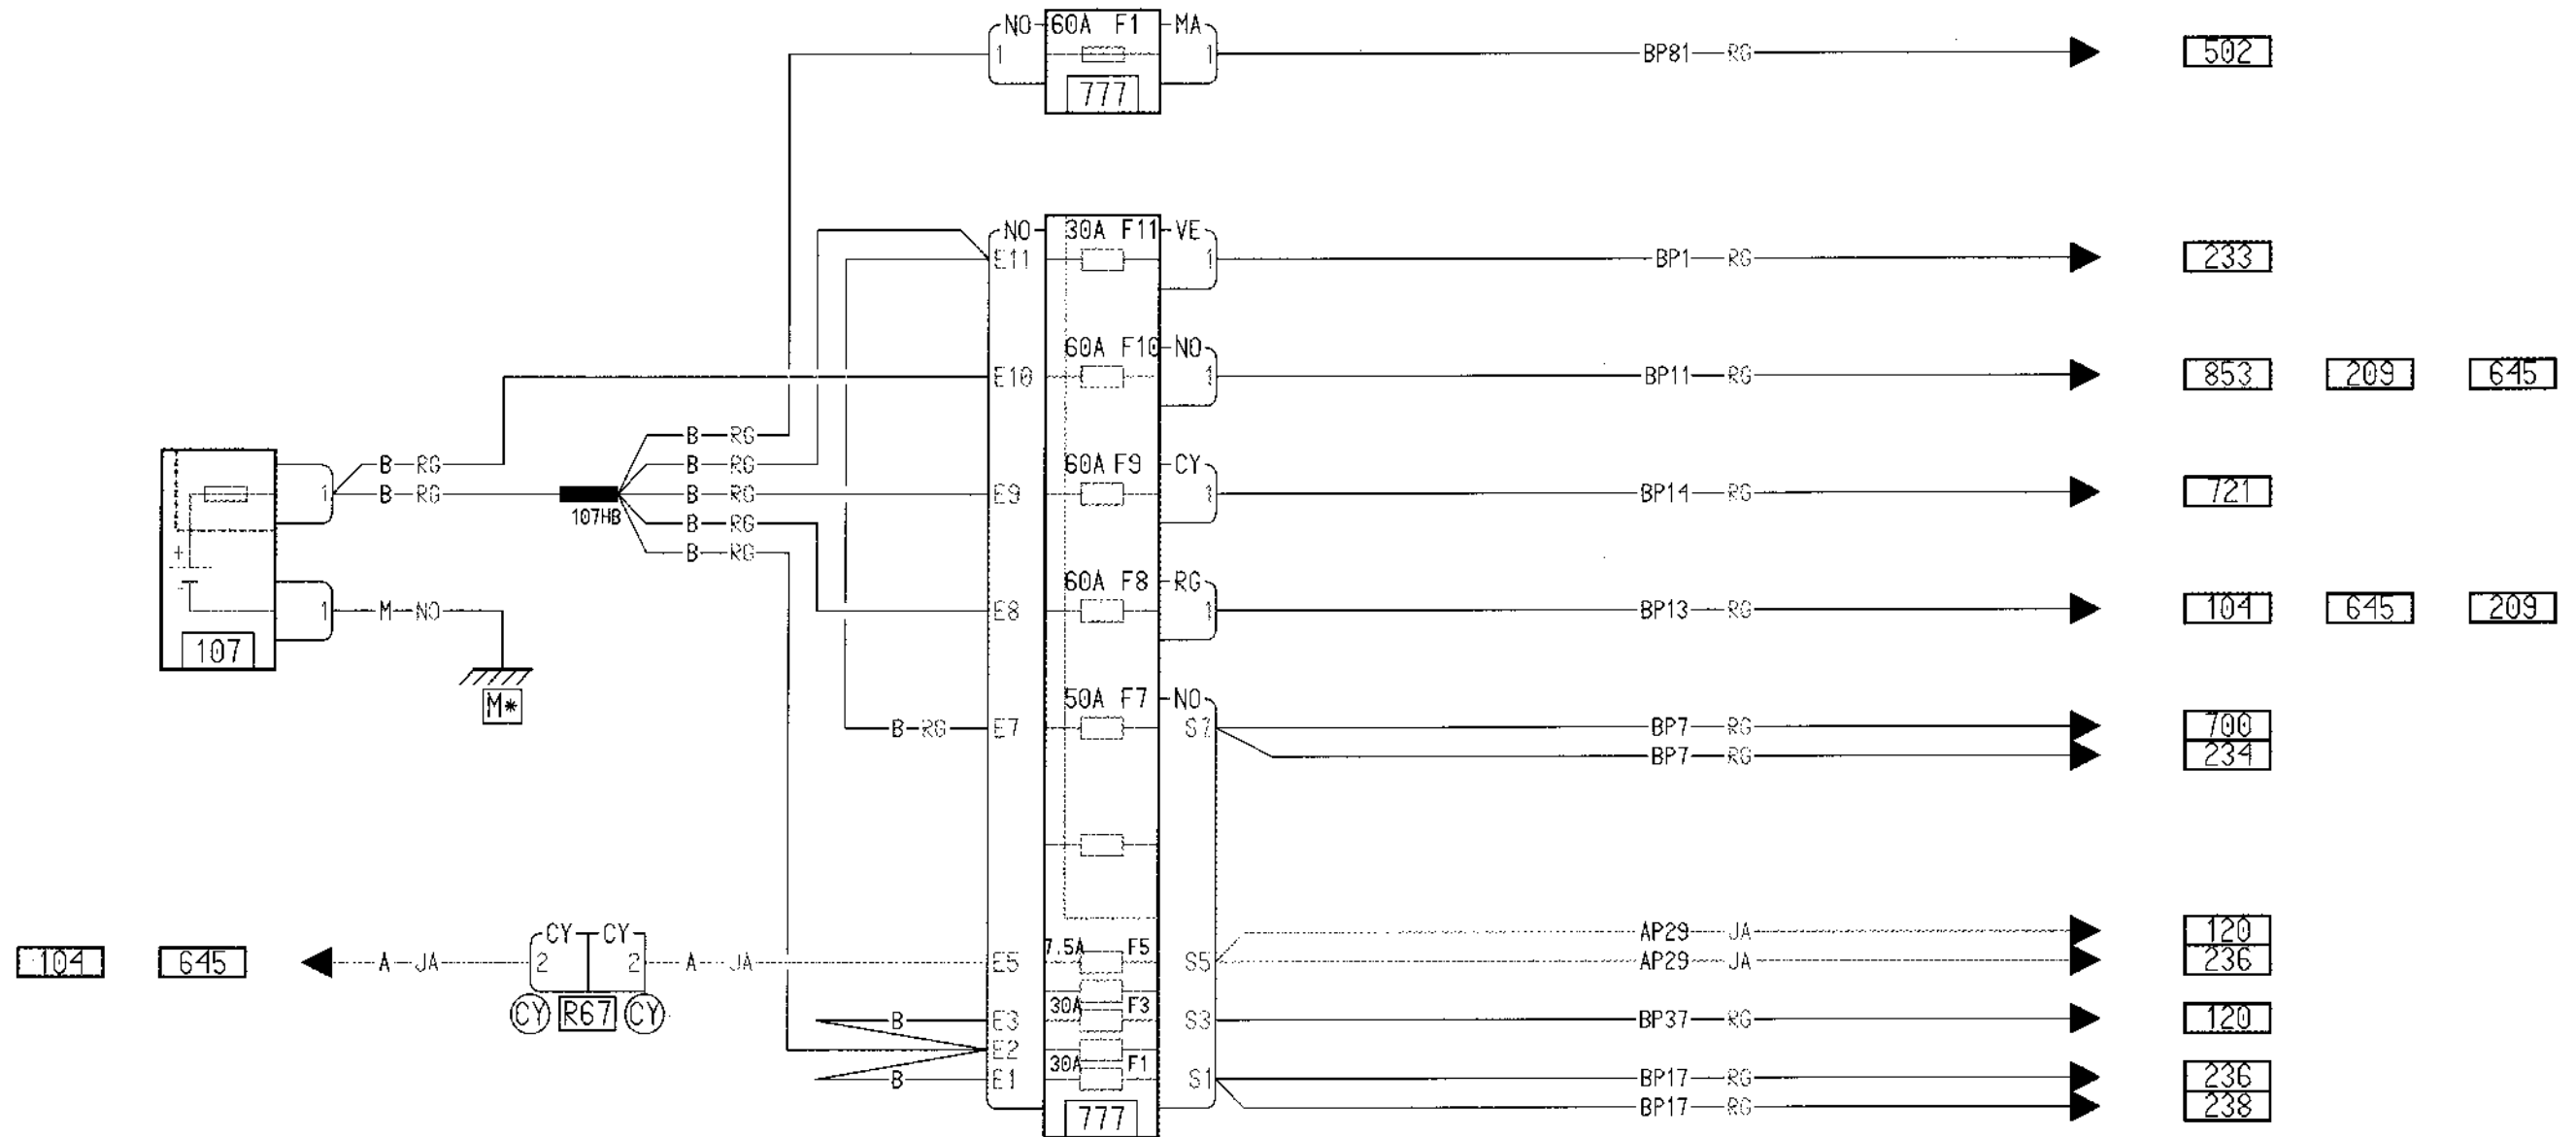 NO 60A F1 MA
1 1 BP81 RG 502
777
NO 30A F11 VE
E11 1 BP1 RG 233
60A F10 NO
E10 1 BP11 RG 853 209 645
B RG
B RG B RG 60A F9 CY
B RG 1 B RG E9 1 BP14 RG 721
107HB B RG
+ B RG
-
60A F8 RG
1 M NO E8 1 BP13 RG 104 645 209
107
M*
50A F7 NO
B RG E7 S7 BP7 RG 700
BP7 RG 234
CY CY 7.5A F5 AP29 JA 120
104 645 A JA 2 2 A JA E5 S5 AP29 JA 236
CY R67 CY 30A F3
B E3 S3 BP37 RG 120
E2
30A F1
B E1 S1 BP17 RG 236
BP17 RG 238
777